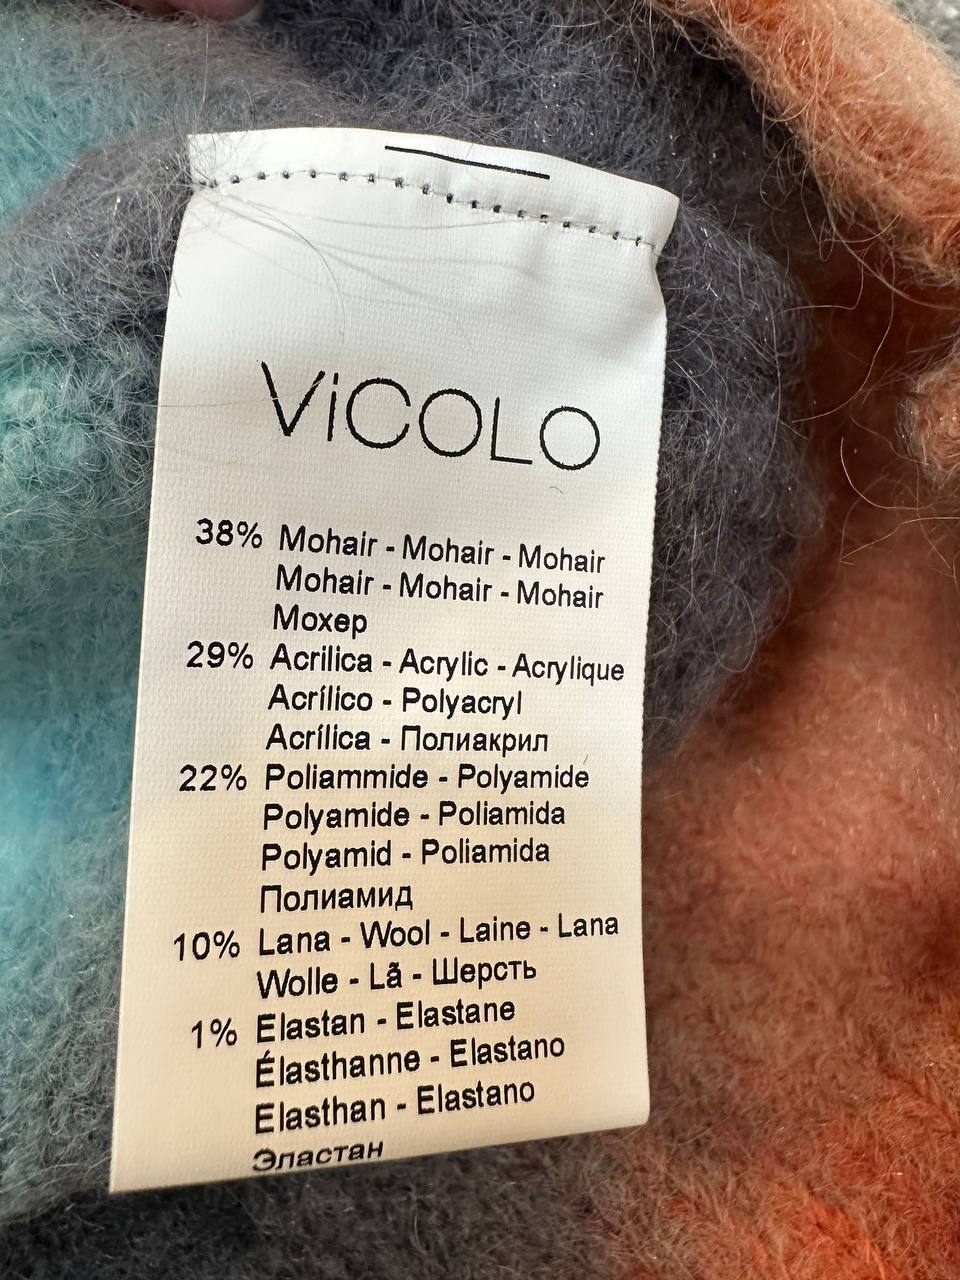 ViCOLO
38% Mohair - Mohair - Mohair
Mohair - Mohair - Mohair
Мохер
29% Acrilica - Acrylic - Acrylique
Acrílico - Polyacryl
Acrílica - Полиакрил
22% Poliammide - Polyamide
Polyamide - Poliamida
Polyamid - Poliamida
Полиамид
10% Lana - Wool - Laine - Lana
Wolle - Lã - Шерсть
1% Elastan - Elastane
Élasthanne - Elastano
Elasthan - Elastano
Эластан